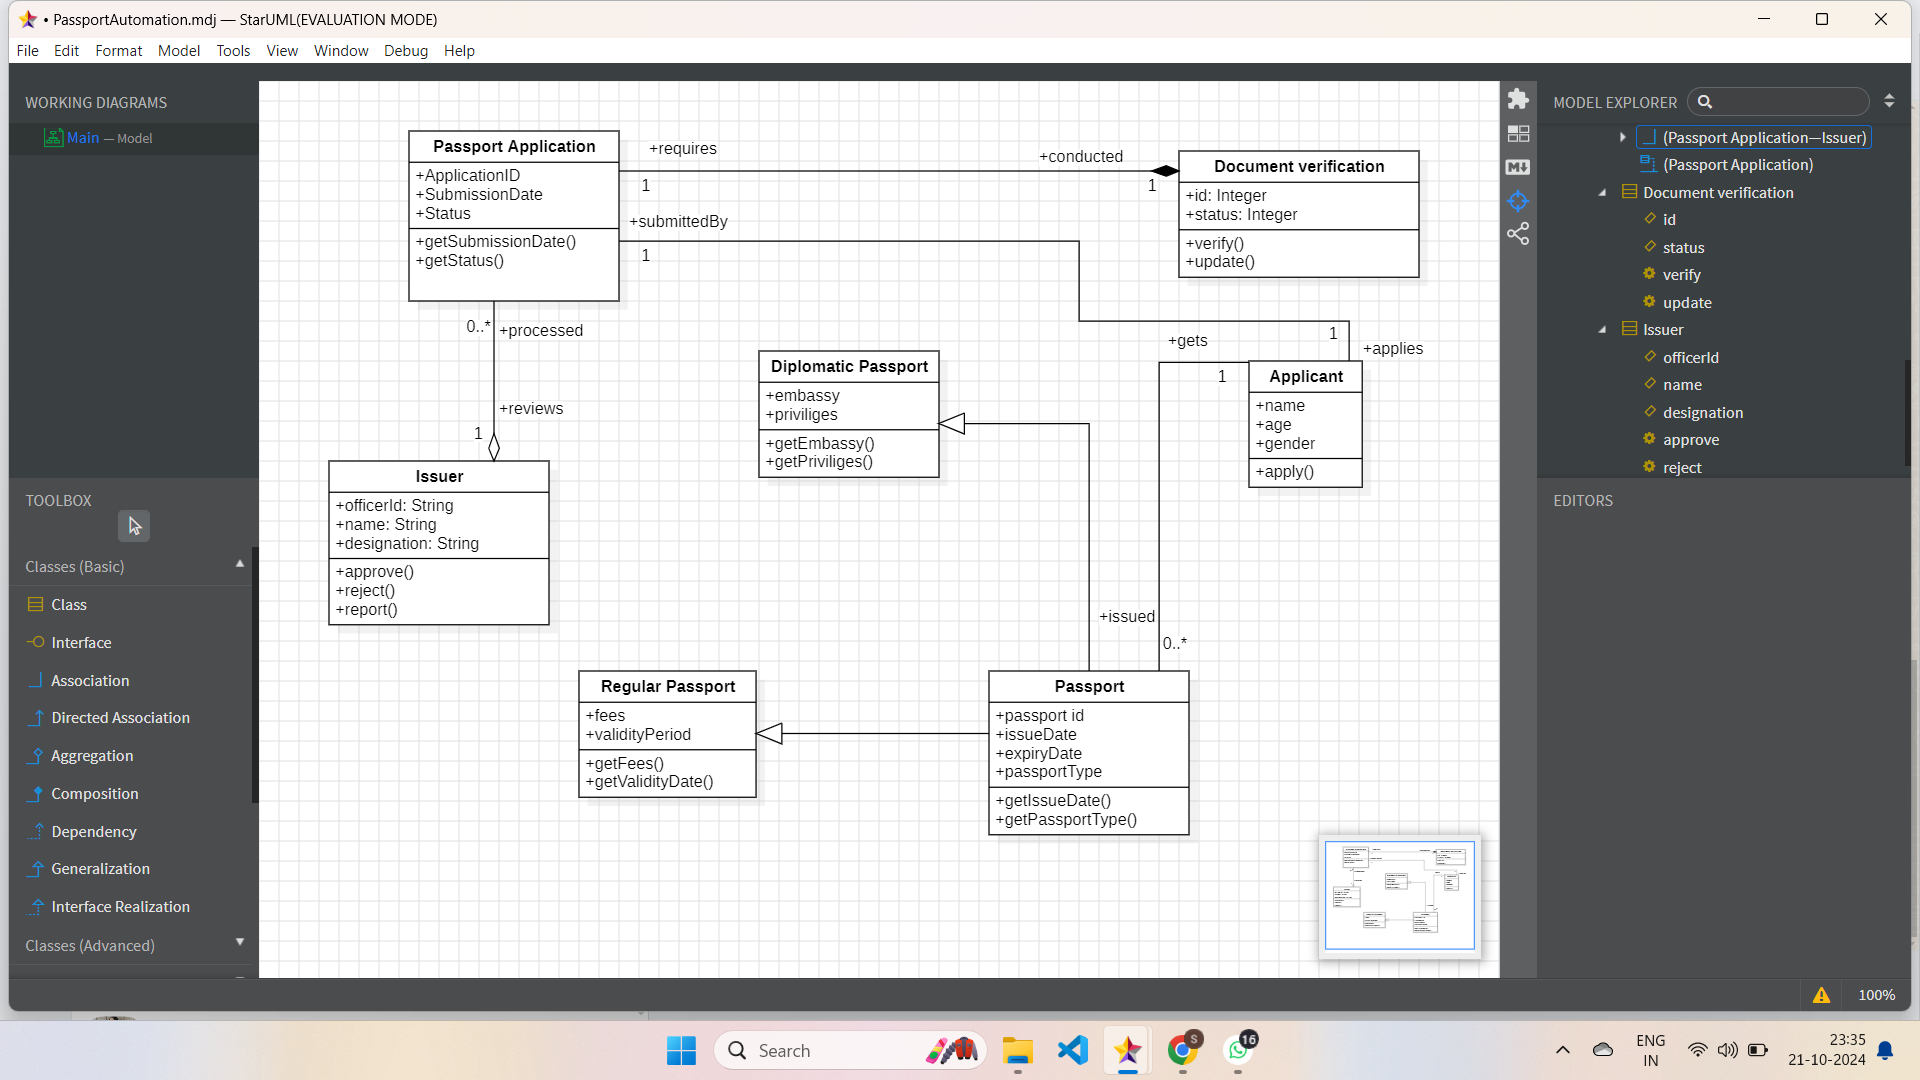 • PassportAutomation.mdj — StarUML(EVALUATION MODE)
File Edit Format Model Tools View Window Debug Help
WORKING DIAGRAMS
Main — Model
TOOLBOX
Classes (Basic)
Class
Interface
Association
Directed Association
Aggregation
Composition
Dependency
Generalization
Interface Realization
Classes (Advanced)
Passport Application
+ApplicationID
+SubmissionDate
+Status
+getSubmissionDate()
+getStatus()
+requires
1
+conducted
1
+submittedBy
1
Document verification
+id: Integer
+status: Integer
+verify()
+update()
0..*
+processed
+reviews
1
Issuer
+officerId: String
+name: String
+designation: String
+approve()
+reject()
+report()
Diplomatic Passport
+embassy
+priviliges
+getEmbassy()
+getPriviliges()
1
+applies
+gets
1
Applicant
+name
+age
+gender
+apply()
+issued
0..*
Regular Passport
+fees
+validityPeriod
+getFees()
+getValidityDate()
Passport
+passport id
+issueDate
+expiryDate
+passportType
+getIssueDate()
+getPassportType()
MODEL EXPLORER
(Passport Application—Issuer)
(Passport Application)
Document verification
id
status
verify
update
Issuer
officerId
name
designation
approve
reject
EDITORS
100%
Search
S
16
ENG
IN
23:35
21-10-2024